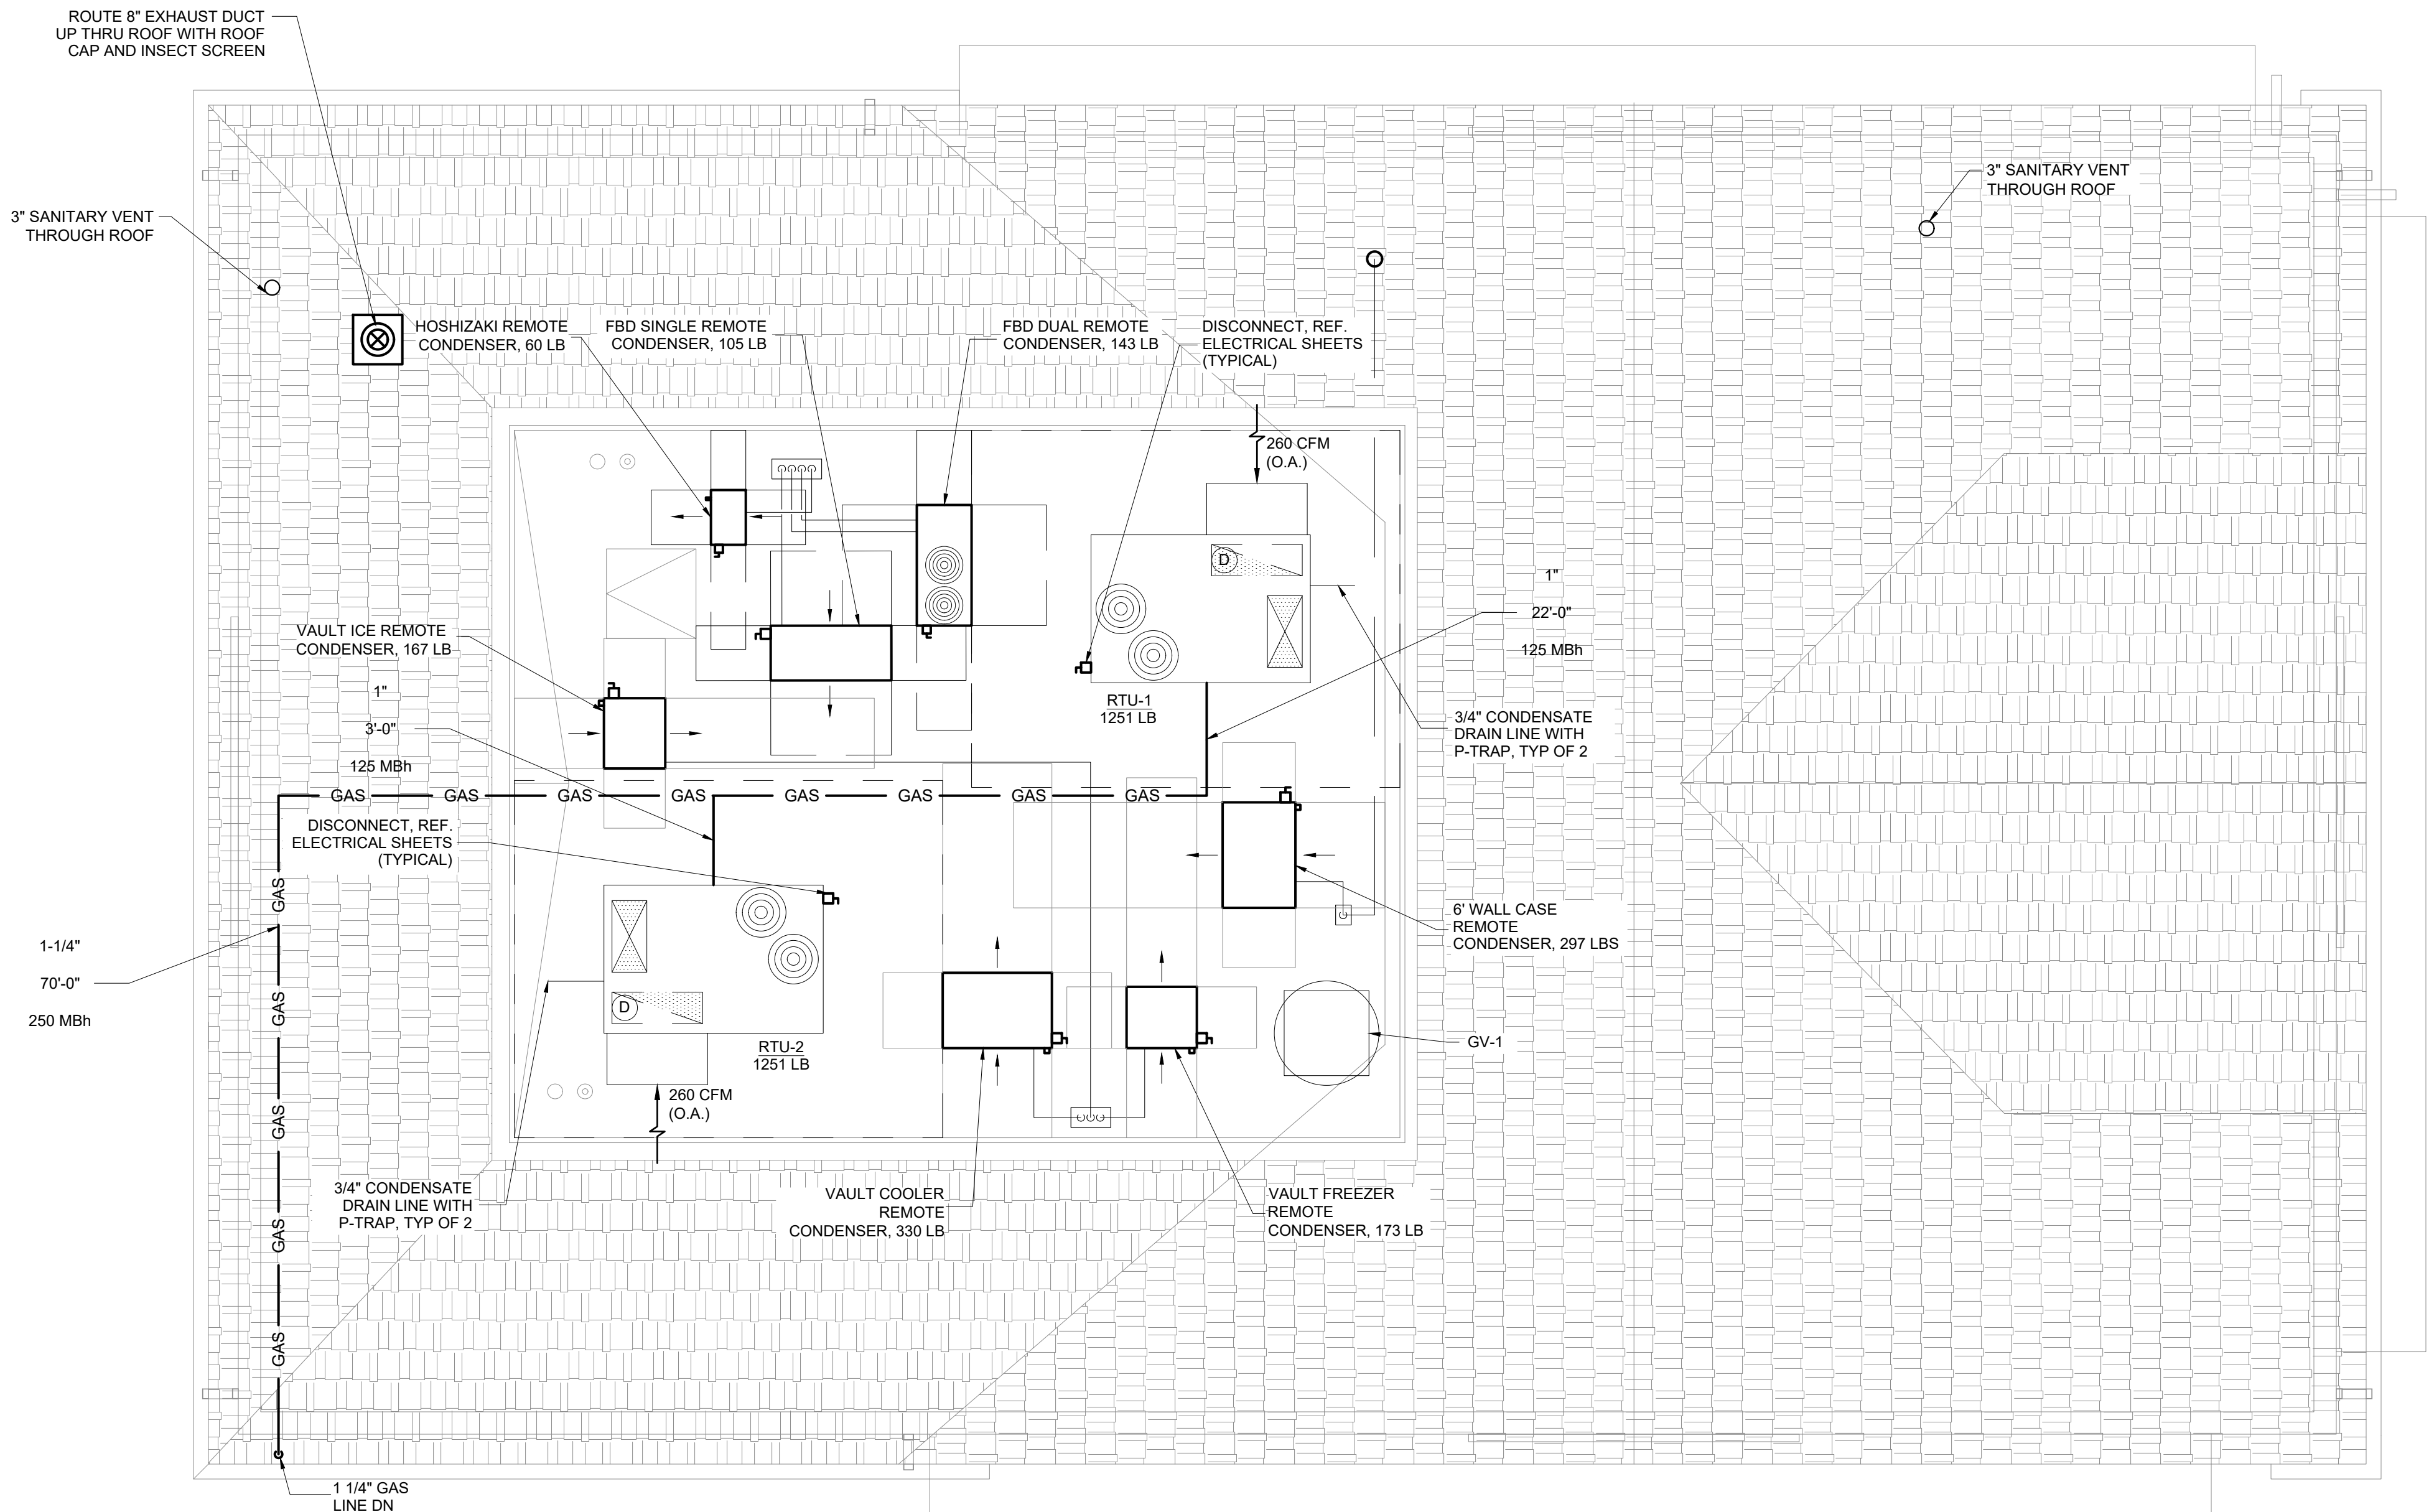 ROUTE 8" EXHAUST DUCT
UP THRU ROOF WITH ROOF
CAP AND INSECT SCREEN
3" SANITARY VENT
THROUGH ROOF
3" SANITARY VENT
THROUGH ROOF
HOSHIZAKI REMOTE
CONDENSER, 60 LB
FBD SINGLE REMOTE
CONDENSER, 105 LB
FBD DUAL REMOTE
CONDENSER, 143 LB
DISCONNECT, REF.
ELECTRICAL SHEETS
(TYPICAL)
260 CFM
(O.A.)
D
1"
22'-0"
125 MBh
VAULT ICE REMOTE
CONDENSER, 167 LB
1"
3'-0"
125 MBh
RTU-1
1251 LB
3/4" CONDENSATE
DRAIN LINE WITH
P-TRAP, TYP OF 2
GAS GAS GAS GAS GAS GAS GAS GAS
DISCONNECT, REF.
ELECTRICAL SHEETS
(TYPICAL)
GAS
GAS
GAS
GAS
GAS
1-1/4"
70'-0"
250 MBh
6' WALL CASE
REMOTE
CONDENSER, 297 LBS
D
RTU-2
1251 LB
GV-1
260 CFM
(O.A.)
3/4" CONDENSATE
DRAIN LINE WITH
P-TRAP, TYP OF 2
VAULT COOLER
REMOTE
CONDENSER, 330 LB
VAULT FREEZER
REMOTE
CONDENSER, 173 LB
1 1/4" GAS
LINE DN